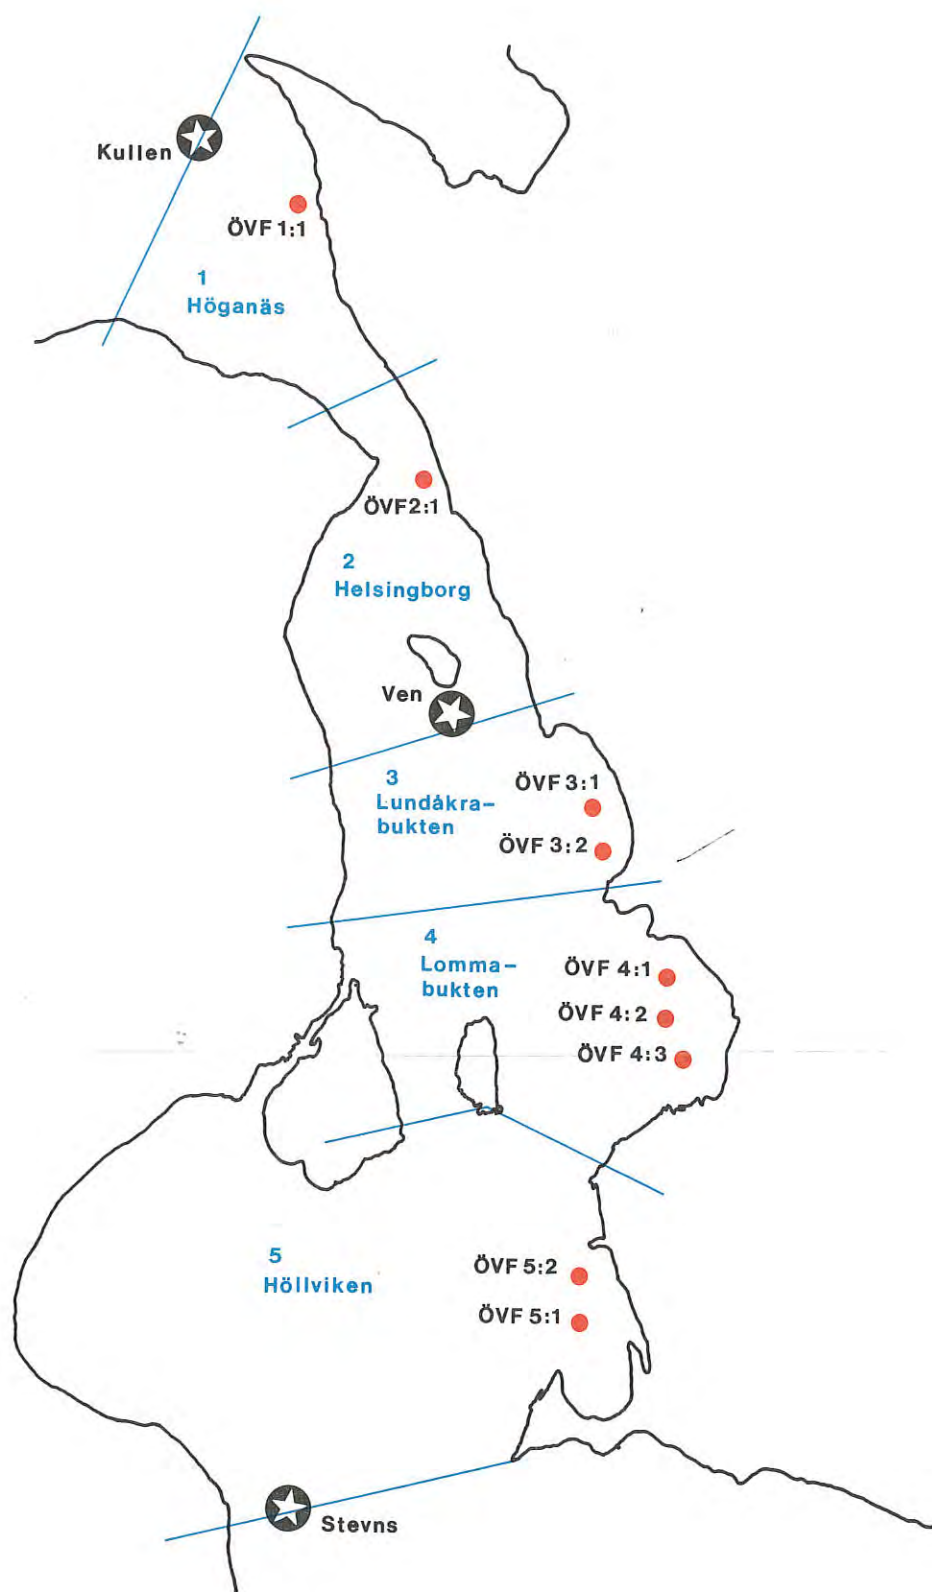 Kullen
ÖVF 1:1
1
Höganäs
ÖVF2:1
2
Helsingborg
Ven
3
Lundåkra-
bukten
ÖVF 3:1
ÖVF 3:2
4
Lomma-
bukten
ÖVF 4:1
ÖVF 4:2
ÖVF 4:3
5
Höllviken
ÖVF 5:2
ÖVF 5:1
Stevns